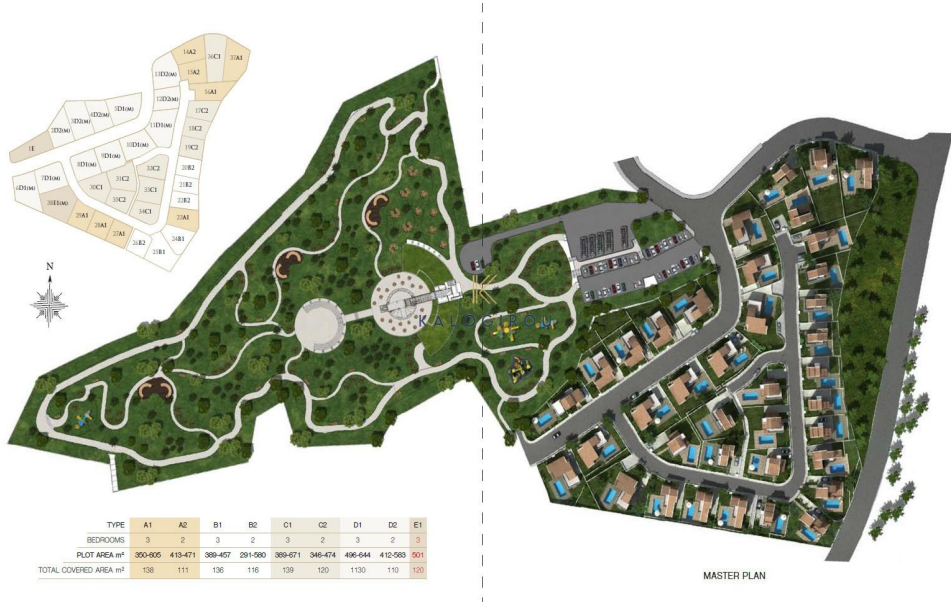 14A2
36C1
37A1
13D2(M)
15A2
16A1
12D2(M)
17C2
5D1(M)
4D2(M)
3D2(M)
2D2(M)
11D1(M)
18C2
1E
10D1(M)
19C2
9D1(M)
8D1(M)
32C2
20B2
7D1(M)
31C2
6D1(M)
30C1
33C1
21B2
38E1(M)
35C2
22B2
29A1
34C1
23A1
28A1
27A1
26B2
24B1
25B1
N
KALOGIROU
TYPE A1 A2 B1 B2 C1 C2 D1 D2 E1
BEDROOMS 3 2 3 2 3 2 3 2 3
PLOT AREA m² 350-605 413-471 389-457 291-580 389-671 346-474 496-644 412-583 501
TOTAL COVERED AREA m² 138 111 136 116 139 120 1130 110 120
MASTER PLAN